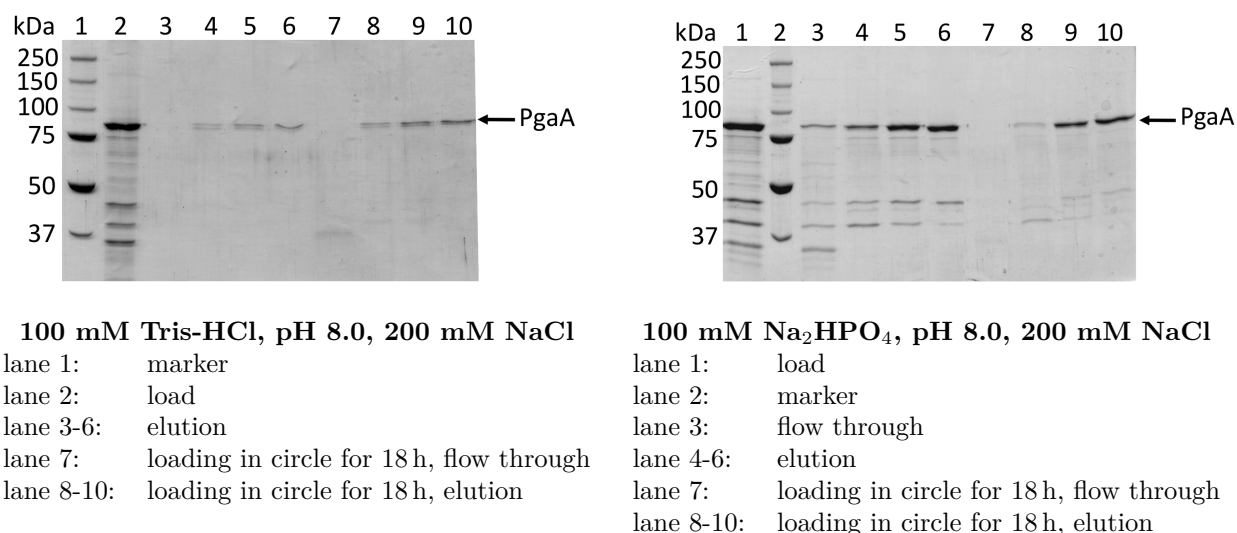 kDa 1 2 3 4 5 6 7 8 9 10
250
150
100
75
50
37
PgaA
kDa 1 2 3 4 5 6 7 8 9 10
250
150
100
75
50
37
PgaA
100 mM Tris-HCl, pH 8.0, 200 mM NaCl
lane 1: marker
lane 2: load
lane 3-6: elution
lane 7: loading in circle for 18 h, flow through
lane 8-10: loading in circle for 18 h, elution
100 mM Na₂HPO₄, pH 8.0, 200 mM NaCl
lane 1: load
lane 2: marker
lane 3: flow through
lane 4-6: elution
lane 7: loading in circle for 18 h, flow through
lane 8-10: loading in circle for 18 h, elution